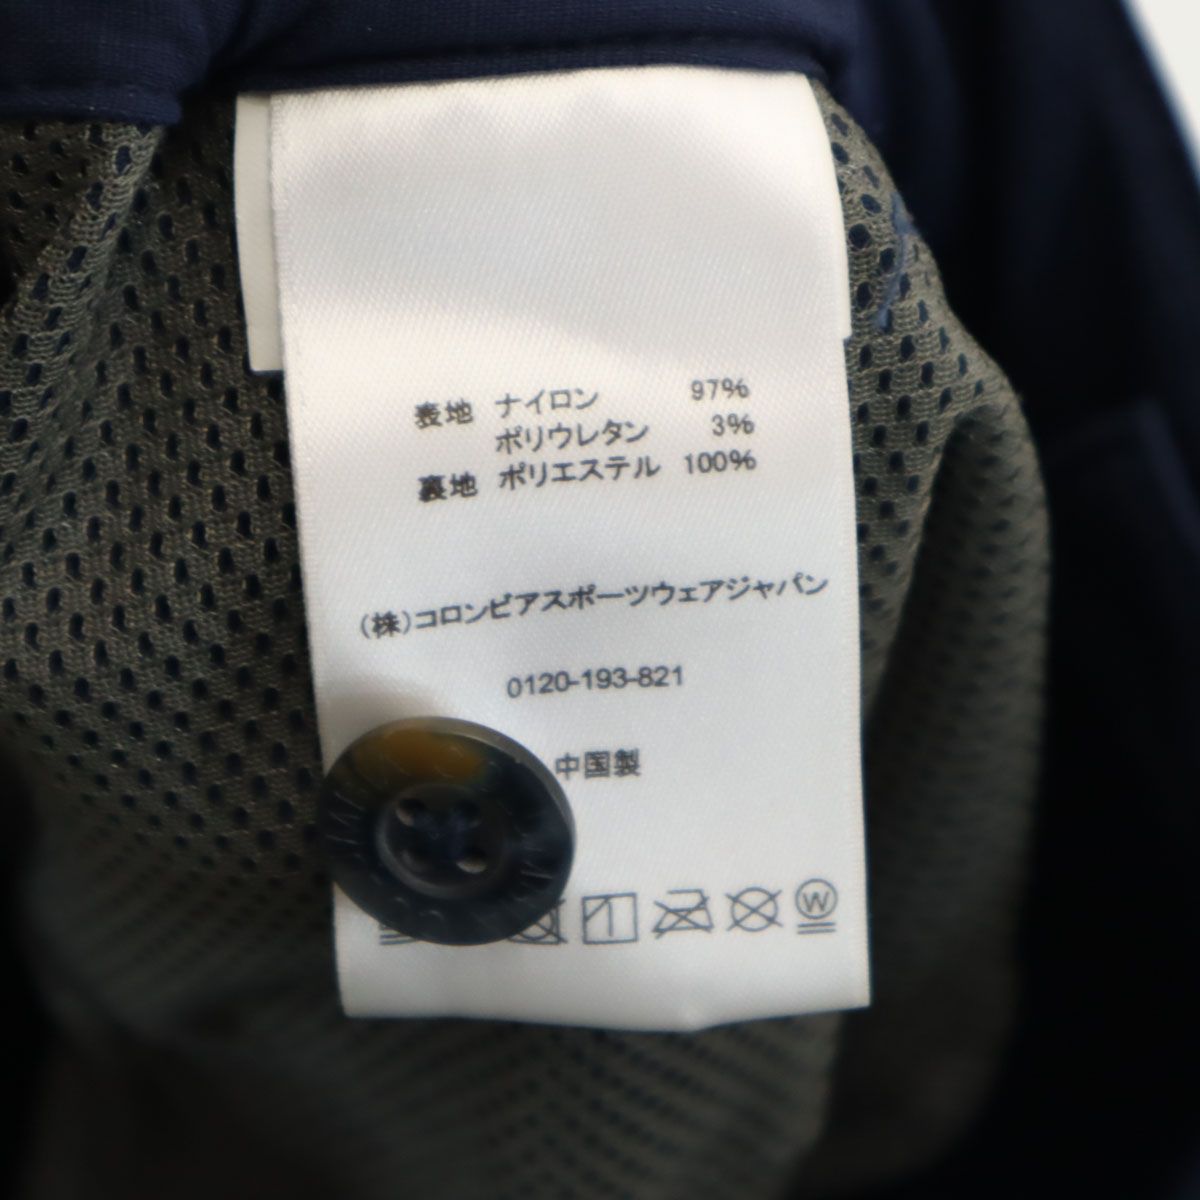 表地 ナイロン 97%
ポリウレタン 3%
裏地 ポリエステル 100%
(株)コロンビアスポーツウェアジャパン
0120-193-821
中国製
W